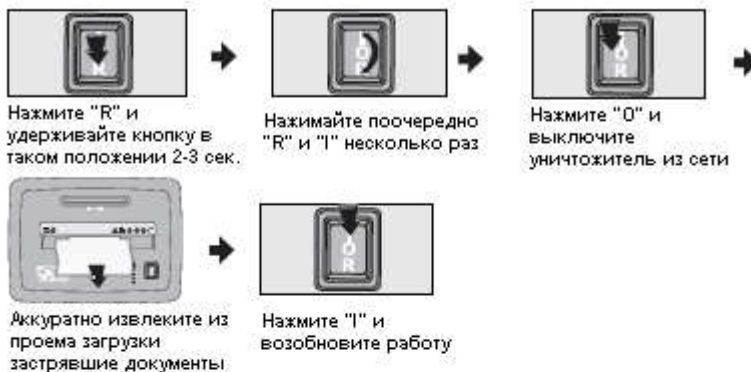 Нажмите "R" и
удерживайте кнопку в
таком положении 2-3 сек.
Нажимайте поочередно
"R" и "I" несколько раз
Нажмите "0" и
выключите
уничтожитель из сети
Аккуратно извлеките из
проема загрузки
застрявшие документы
Нажмите "I" и
возобновите работу